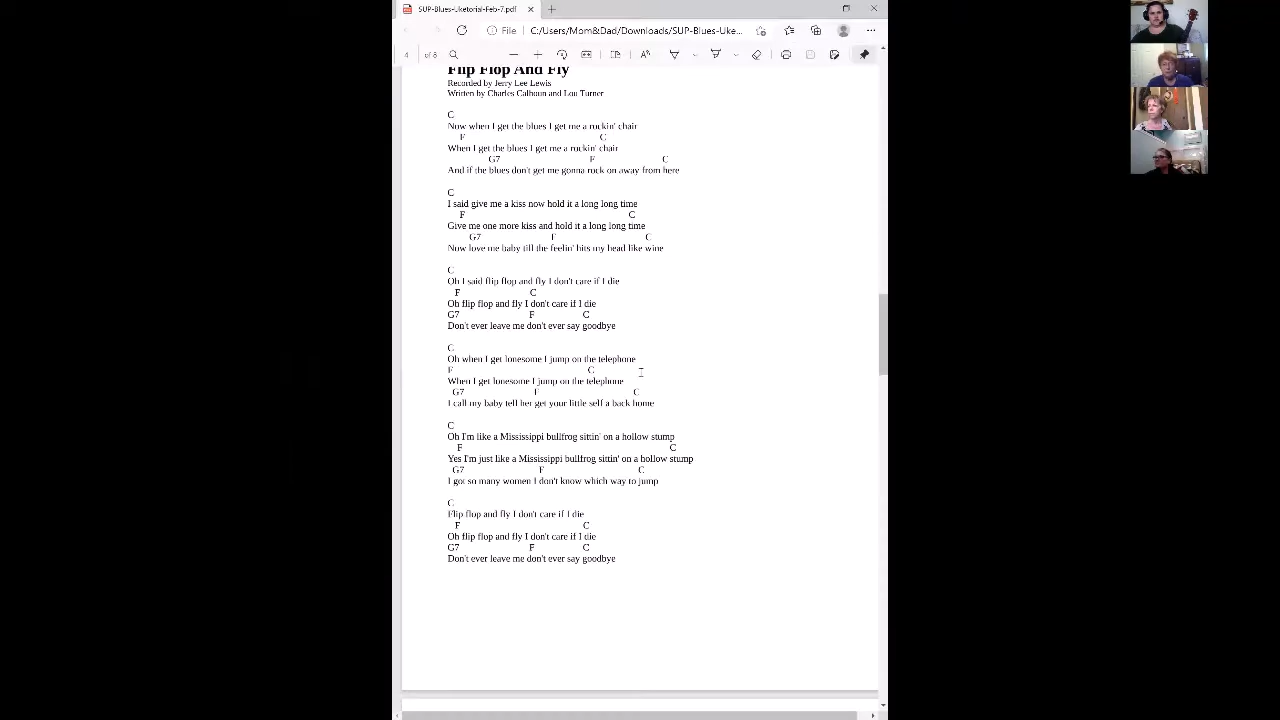 SUP-Blues-Uketorial-Feb-7.pdf
File C:/Users/Mom&Dad/Downloads/SUP-Blues-Uke...
4 of 8
Flip Flop And Fly
Recorded by Jerry Lee Lewis
Written by Charles Calhoun and Lou Turner
C
Now when I get the blues I get me a rockin' chair
F C
When I get the blues I get me a rockin' chair
G7 F C
And if the blues don't get me gonna rock on away from here
C
I said give me a kiss now hold it a long long time
F C
Give me one more kiss and hold it a long long time
G7 F C
Now love me baby till the feelin' hits my head like wine
C
Oh I said flip flop and fly I don't care if I die
F C
Oh flip flop and fly I don't care if I die
G7 F C
Don't ever leave me don't ever say goodbye
C
Oh when I get lonesome I jump on the telephone
F C
When I get lonesome I jump on the telephone
G7 F C
I call my baby tell her get your little self a back home
C
Oh I'm like a Mississippi bullfrog sittin' on a hollow stump
F C
Yes I'm just like a Mississippi bullfrog sittin' on a hollow stump
G7 F C
I got so many women I don't know which way to jump
C
Flip flop and fly I don't care if I die
F C
Oh flip flop and fly I don't care if I die
G7 F C
Don't ever leave me don't ever say goodbye